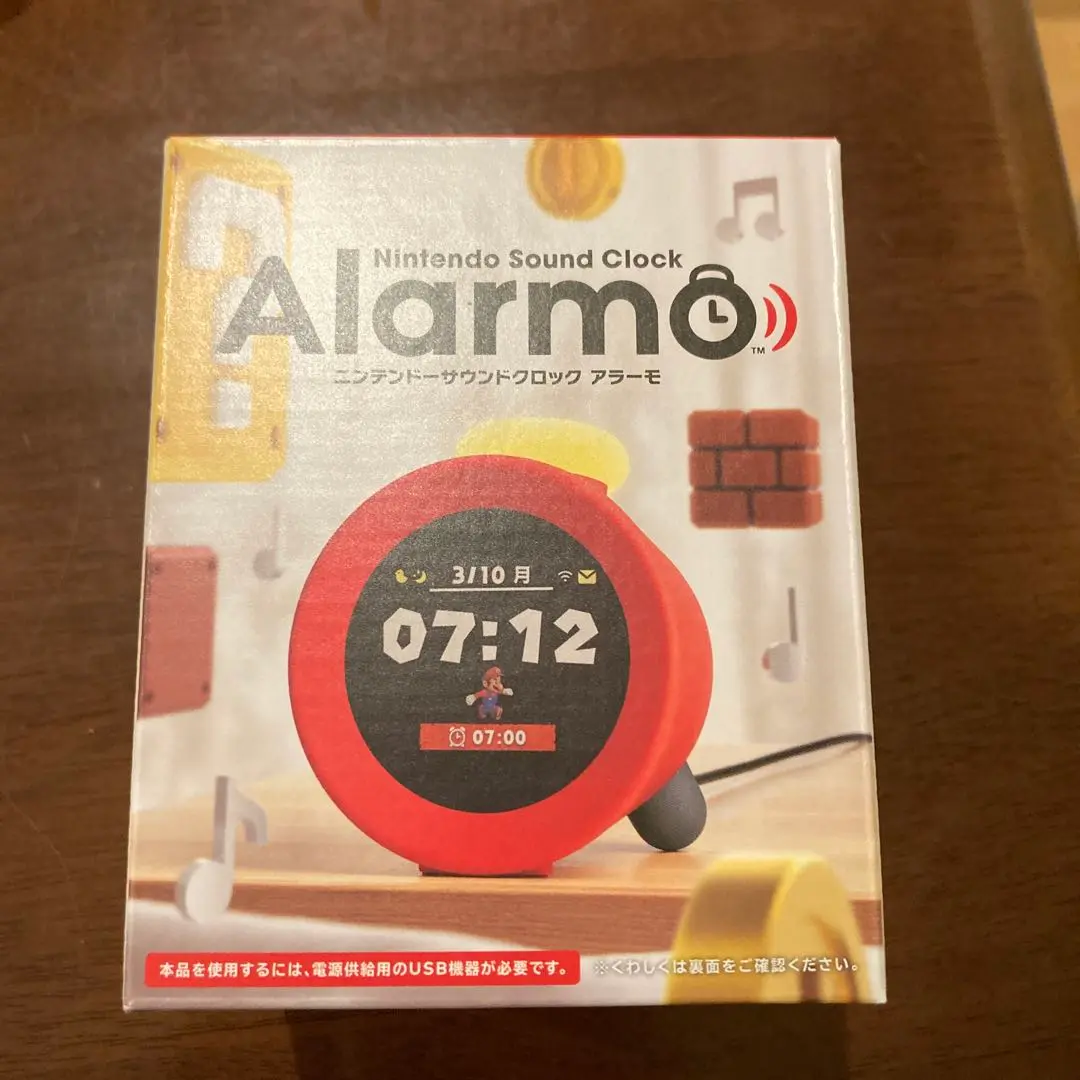 Nintendo Sound Clock
Alarmo
TM
ニンテンドーサウンドクロック アラーモ
3/10 月
07:12
07:00
本品を使用するには、電源供給用のUSB機器が必要です。 ※くわしくは裏面をご確認ください。